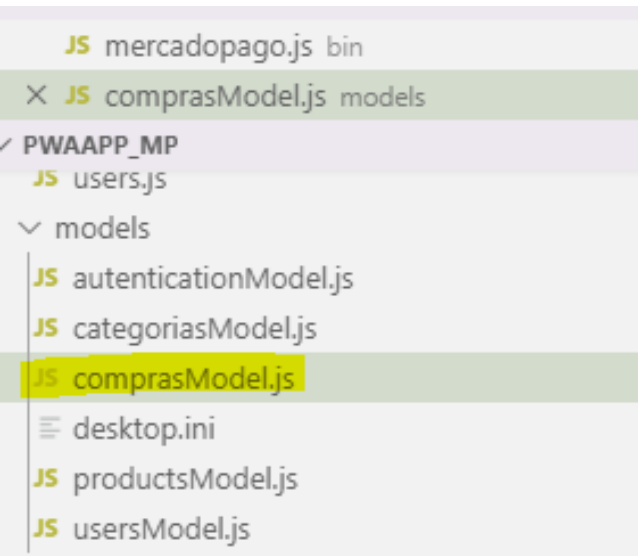 JS mercadopago.js bin
JS comprasModel.js models
PWAAPP_MP
JS users.js
models
JS autenticationModel.js
JS categoriasModel.js
JS comprasModel.js
desktop.ini
JS productsModel.js
JS usersModel.js